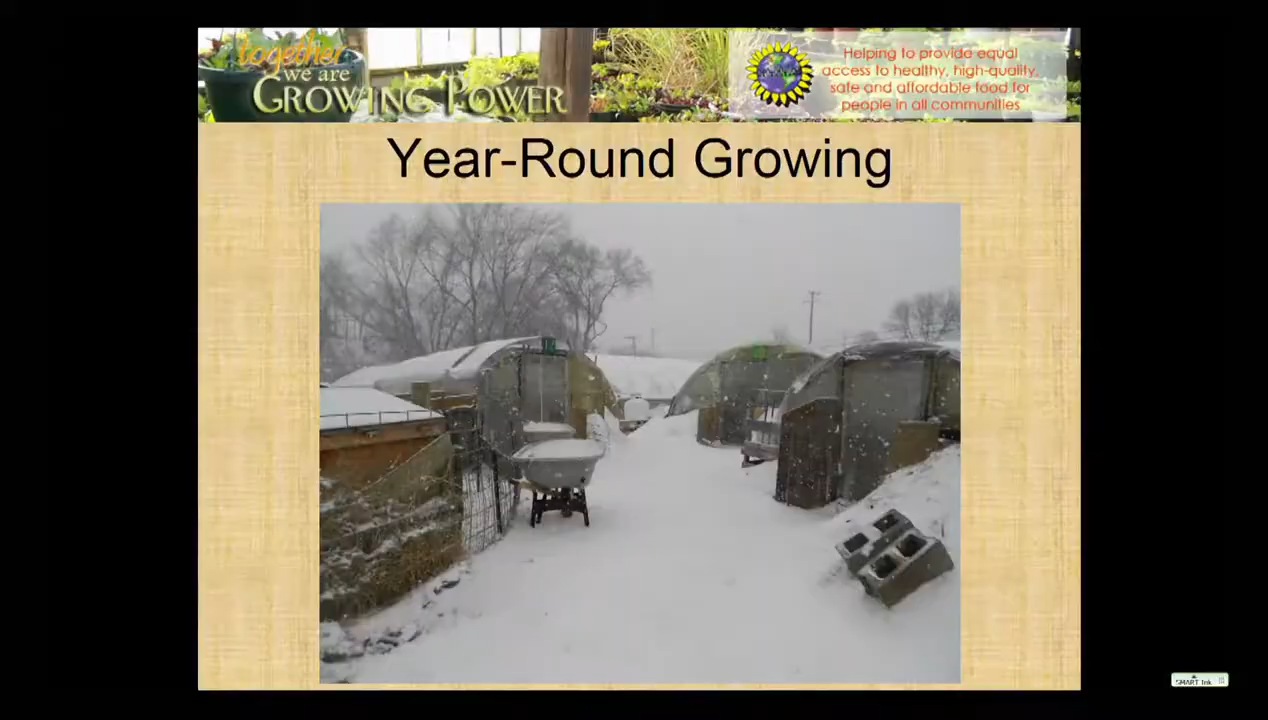 together
we are
GROWING POWER
Helping to provide equal
access to healthy, high-quality,
safe and affordable food for
people in all communities
Year-Round Growing
SMART Ink